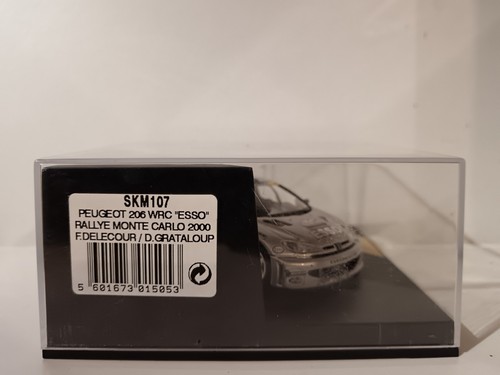 SKM107
PEUGEOT 206 WRC "ESSO"
RALLYE MONTE CARLO 2000
F.DELECOUR / D.GRATALOUP
5 601673 015053